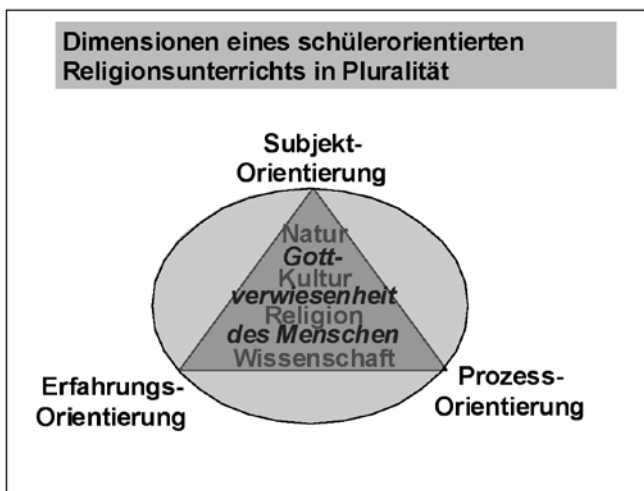 Dimensionen eines schülerorientierten
Religionsunterrichts in Pluralität
Subjekt-
Orientierung
Natur
Gott-
Kultur
verwiesenheit
Religion
des Menschen
Wissenschaft
Erfahrungs-
Orientierung
Prozess-
Orientierung